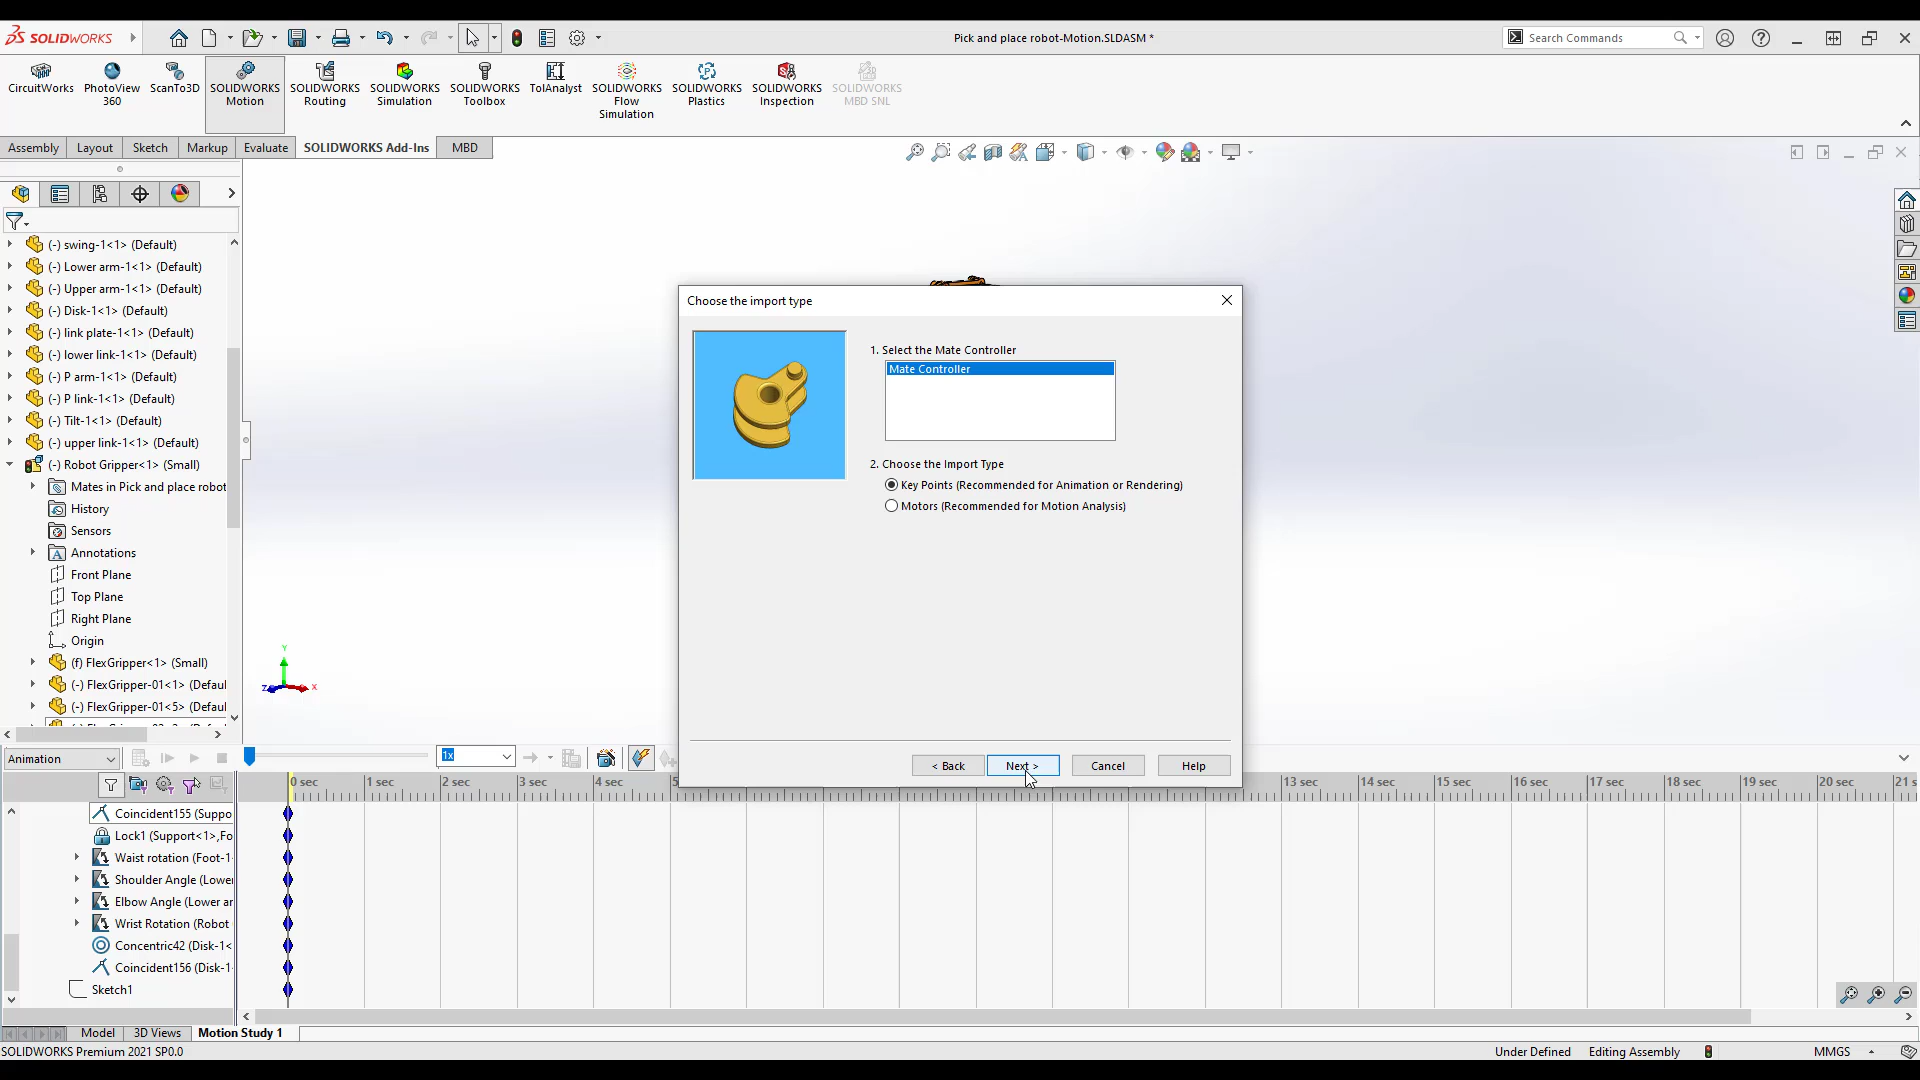 SOLIDWORKS
Pick and place robot-Motion.SLDASM *
Search Commands
CircuitWorks
PhotoView
360
ScanTo3D
SOLIDWORKS
Motion
SOLIDWORKS
Routing
SOLIDWORKS
Simulation
SOLIDWORKS
Toolbox
TolAnalyst
SOLIDWORKS
Flow
Simulation
SOLIDWORKS
Plastics
SOLIDWORKS
Inspection
SOLIDWORKS
MBD SNL
Assembly
Layout
Sketch
Markup
Evaluate
SOLIDWORKS Add-Ins
MBD
(-) swing-1<1> (Default)
(-) Lower arm-1<1> (Default)
(-) Upper arm-1<1> (Default)
(-) Disk-1<1> (Default)
(-) link plate-1<1> (Default)
(-) lower link-1<1> (Default)
(-) P arm-1<1> (Default)
(-) P link-1<1> (Default)
(-) Tilt-1<1> (Default)
(-) upper link-1<1> (Default)
(-) Robot Gripper<1> (Small)
Mates in Pick and place robot
History
Sensors
Annotations
Front Plane
Top Plane
Right Plane
Origin
(f) FlexGripper<1> (Small)
(-) FlexGripper-01<1> (Defaul
(-) FlexGripper-01<5> (Defaul
Y
Z
X
Choose the import type
1. Select the Mate Controller
Mate Controller
2. Choose the Import Type
Key Points (Recommended for Animation or Rendering)
Motors (Recommended for Motion Analysis)
< Back
Next >
Cancel
Help
Animation
1x
0 sec
1 sec
2 sec
3 sec
4 sec
5
13 sec
14 sec
15 sec
16 sec
17 sec
18 sec
19 sec
20 sec
21 s
Coincident155 (Suppo
Lock1 (Support<1>,Fo
Waist rotation (Foot-1
Shoulder Angle (Lower
Elbow Angle (Lower ar
Wrist Rotation (Robot
Concentric42 (Disk-1<
Coincident156 (Disk-1
Sketch1
Model
3D Views
Motion Study 1
SOLIDWORKS Premium 2021 SP0.0
Under Defined
Editing Assembly
MMGS